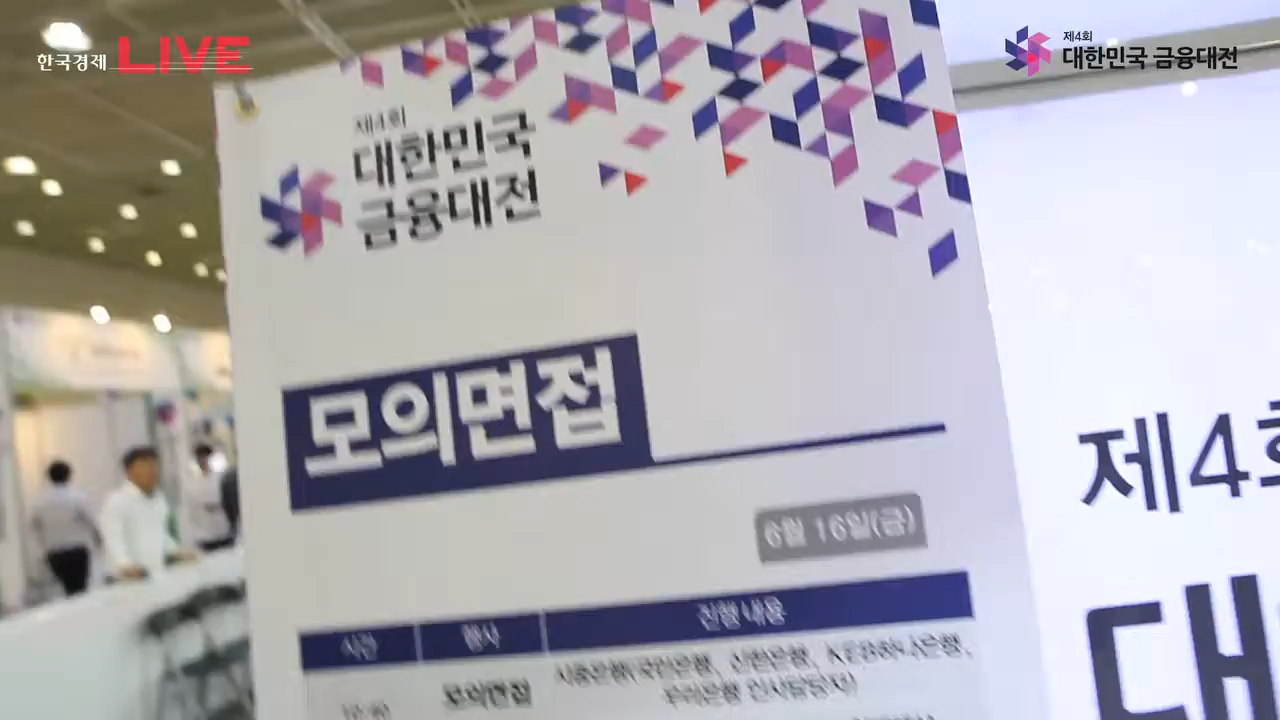 한국경제 LIVE
제4회
대한민국 금융대전
제4회
대한민국
금융대전
모의면접
6월 16일(금)
시간 행사 진행 내용
모의면접 시중은행(국민은행, 신한은행, KEB하나은행,
우리은행 인사담당자)
제4회
대